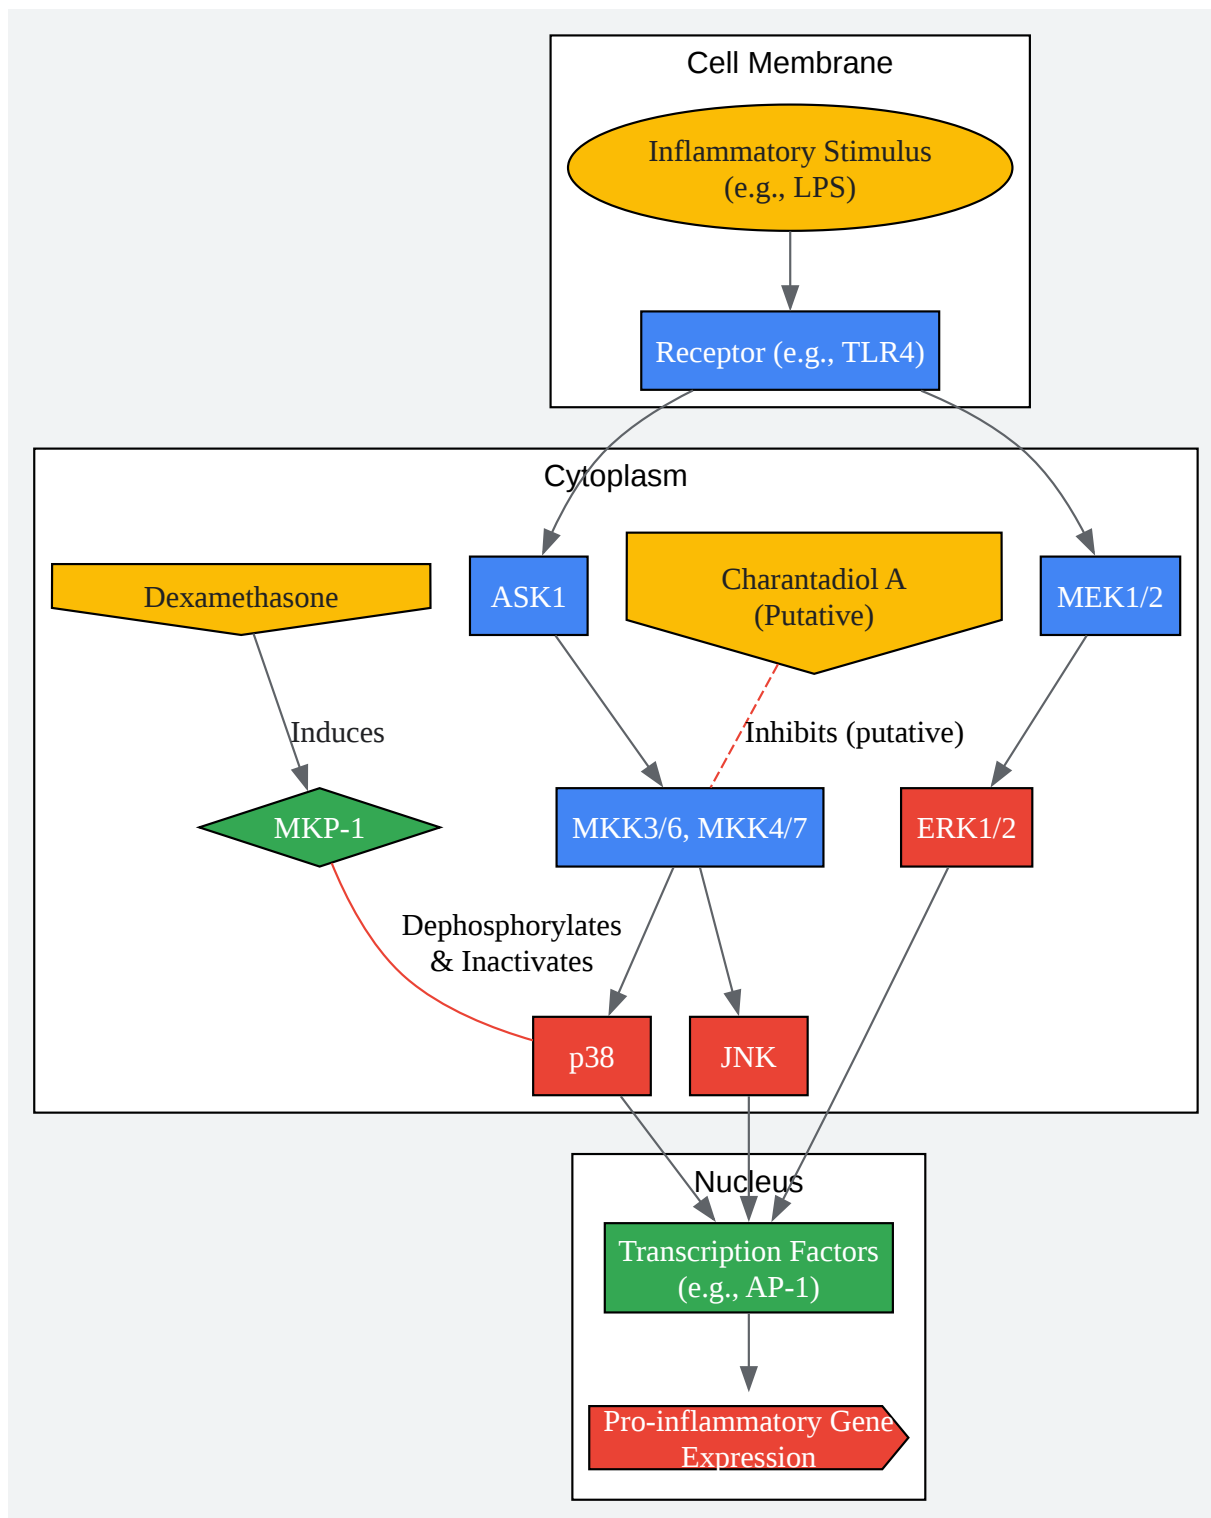 Cell Membrane
Inflammatory Stimulus
(e.g., LPS)
Receptor (e.g., TLR4)
Cytoplasm
Dexamethasone
ASK1
Charantadiol A
(Putative)
MEK1/2
Induces
Inhibits (putative)
MKP-1
MKK3/6, MKK4/7
ERK1/2
Dephosphorylates
& Inactivates
p38
JNK
Nucleus
Transcription Factors
(e.g., AP-1)
Pro-inflammatory Gene
Expression